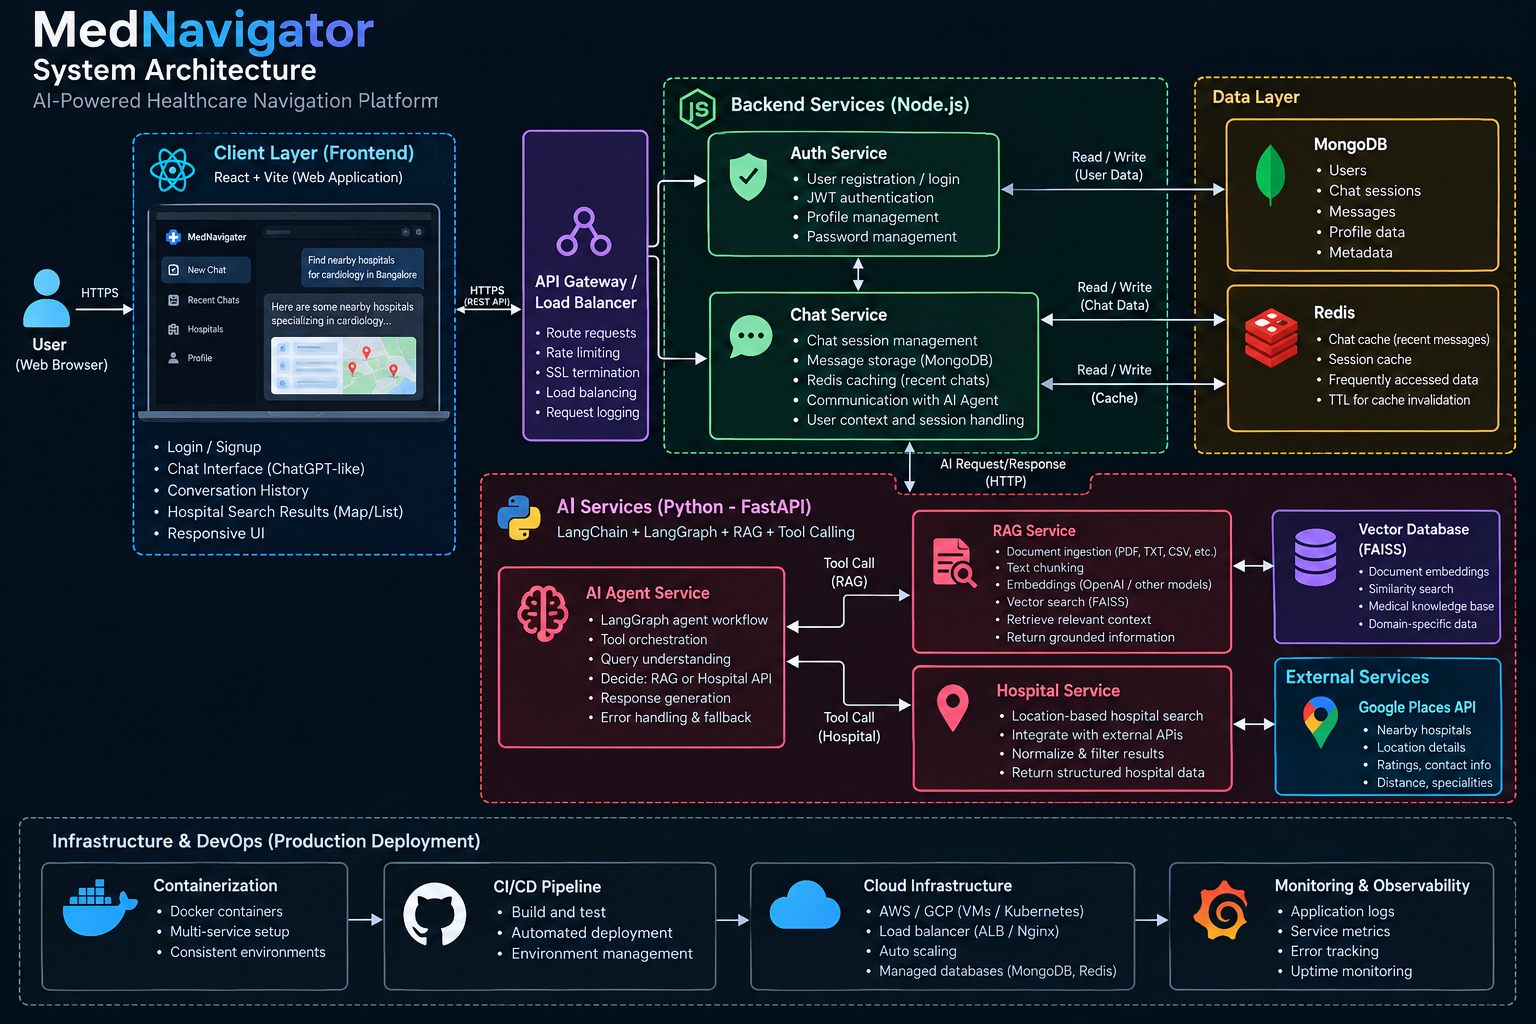 MedNavigator
System Architecture
AI-Powered Healthcare Navigation Platform
User
(Web Browser)
HTTPS
Client Layer (Frontend)
React + Vite (Web Application)
MedNavigater
New Chat
Recent Chats
Hospitals
Profile
Find nearby hospitals
for cardiology in Bangalore
Here are some nearby hospitals
specializing in cardiology...
• Login / Signup
• Chat Interface (ChatGPT-like)
• Conversation History
• Hospital Search Results (Map/List)
• Responsive UI
HTTPS
(REST API)
API Gateway /
Load Balancer
• Route requests
• Rate limiting
• SSL termination
• Load balancing
• Request logging
JS
Backend Services (Node.js)
Auth Service
• User registration / login
• JWT authentication
• Profile management
• Password management
Chat Service
• Chat session management
• Message storage (MongoDB)
• Redis caching (recent chats)
• Communication with AI Agent
• User context and session handling
Read / Write
(User Data)
Read / Write
(Chat Data)
Read / Write
(Cache)
Data Layer
MongoDB
• Users
• Chat sessions
• Messages
• Profile data
• Metadata
Redis
• Chat cache (recent messages)
• Session cache
• Frequently accessed data
• TTL for cache invalidation
AI Request/Response
(HTTP)
AI Services (Python - FastAPI)
LangChain + LangGraph + RAG + Tool Calling
AI Agent Service
• LangGraph agent workflow
• Tool orchestration
• Query understanding
• Decide: RAG or Hospital API
• Response generation
• Error handling & fallback
Tool Call
(RAG)
Tool Call
(Hospital)
RAG Service
• Document ingestion (PDF, TXT, CSV, etc.)
• Text chunking
• Embeddings (OpenAI / other models)
• Vector search (FAISS)
• Retrieve relevant context
• Return grounded information
Hospital Service
• Location-based hospital search
• Integrate with external APIs
• Normalize & filter results
• Return structured hospital data
Vector Database
(FAISS)
• Document embeddings
• Similarity search
• Medical knowledge base
• Domain-specific data
External Services
Google Places API
• Nearby hospitals
• Location details
• Ratings, contact info
• Distance, specialities
Infrastructure & DevOps (Production Deployment)
Containerization
• Docker containers
• Multi-service setup
• Consistent environments
CI/CD Pipeline
• Build and test
• Automated deployment
• Environment management
Cloud Infrastructure
• AWS / GCP (VMs / Kubernetes)
• Load balancer (ALB / Nginx)
• Auto scaling
• Managed databases (MongoDB, Redis)
Monitoring & Observability
• Application logs
• Service metrics
• Error tracking
• Uptime monitoring